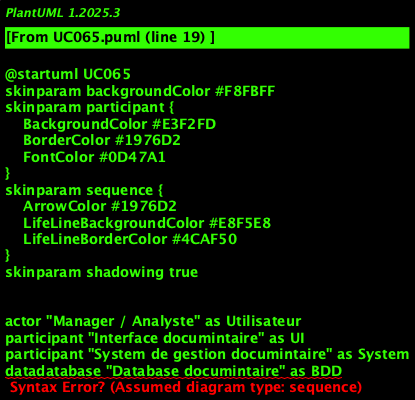 PlantUML 1.2025.3
[From UC065.puml (line 19) ]
@startuml UC065
skinparam backgroundColor #F8FBFF
skinparam participant {
BackgroundColor #E3F2FD
BorderColor #1976D2
FontColor #0D47A1
}
skinparam sequence {
ArrowColor #1976D2
LifeLineBackgroundColor #E8F5E8
LifeLineBorderColor #4CAF50
}
skinparam shadowing true
actor "Manager / Analyste" as Utilisateur
participant "Interface documintaire" as UI
participant "System de gestion documintaire" as System
datadatabase "Database documintaire" as BDD
Syntax Error? (Assumed diagram type: sequence)